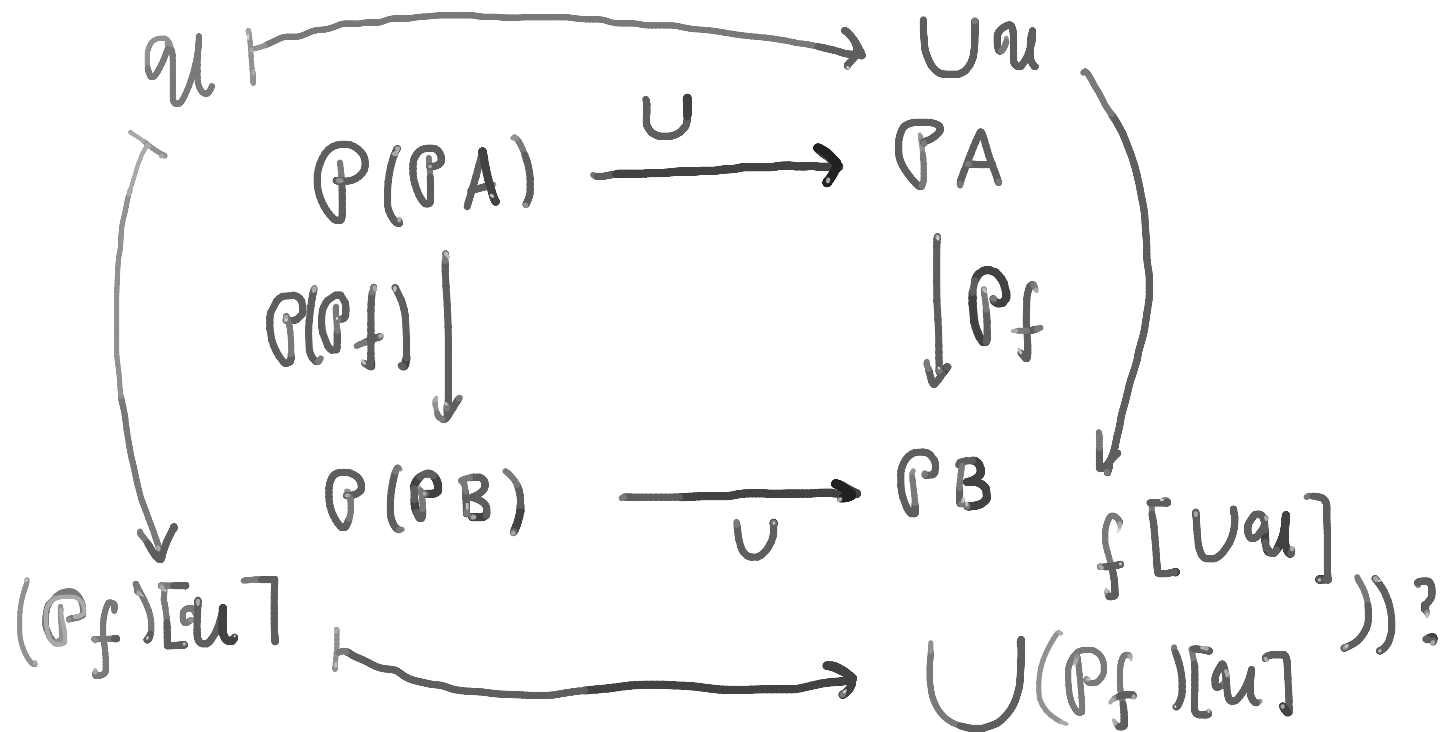 𝒰 ↦ ⋃𝒰
⋃
𝒫(𝒫A) → 𝒫A
𝒫(𝒫f) ↓ ↓ 𝒫f
𝒫(𝒫B) → 𝒫B
⋃
f[⋃𝒰]
(𝒫f)[𝒰] ↦ ⋃(𝒫f)[𝒰] ))?